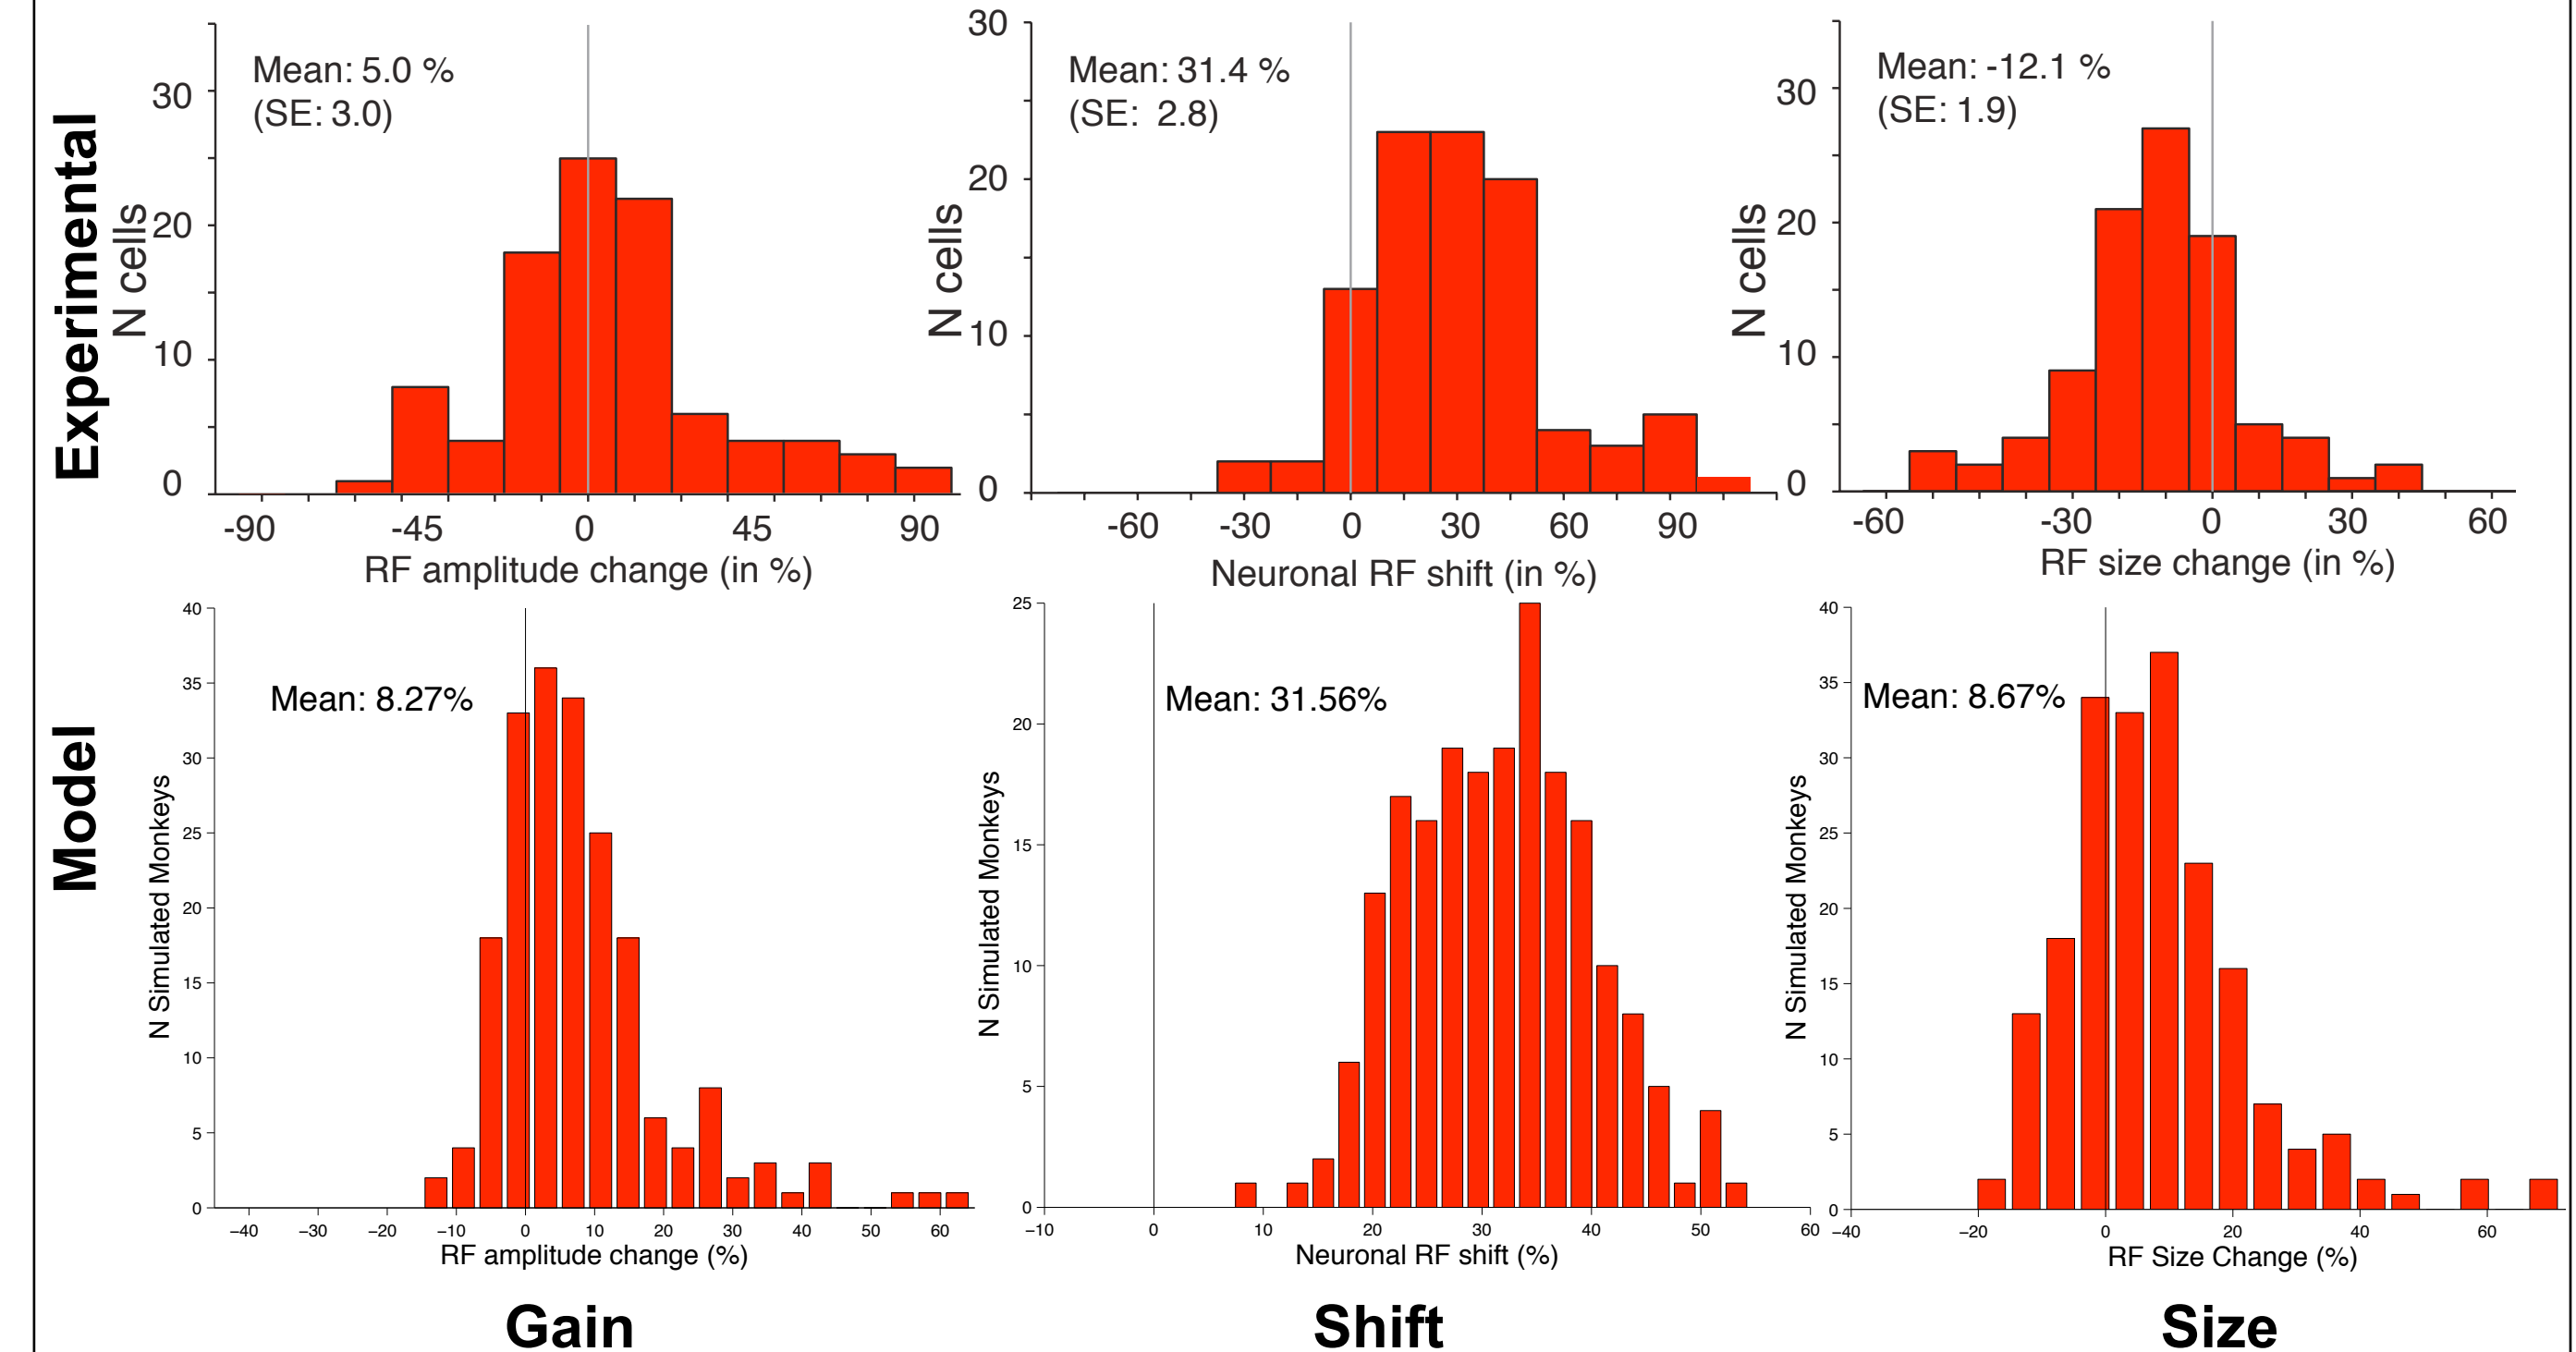 Experimental
N cells
30
20
10
0
Mean: 5.0 %
(SE: 3.0)
-90 -45 0 45 90
RF amplitude change (in %)
N cells
30
20
10
0
Mean: 31.4 %
(SE: 2.8)
-60 -30 0 30 60 90
Neuronal RF shift (in %)
N cells
30
20
10
0
Mean: -12.1 %
(SE: 1.9)
-60 -30 0 30 60
RF size change (in %)
Model
N Simulated Monkeys
40
35
30
25
20
15
10
5
0
Mean: 8.27%
−40 −30 −20 −10 0 10 20 30 40 50 60
RF amplitude change (%)
N Simulated Monkeys
25
20
15
10
5
0
Mean: 31.56%
−10 0 10 20 30 40 50 60
Neuronal RF shift (%)
N Simulated Monkeys
40
35
30
25
20
15
10
5
0
Mean: 8.67%
−40 −20 0 20 40 60
RF Size Change (%)
Gain
Shift
Size